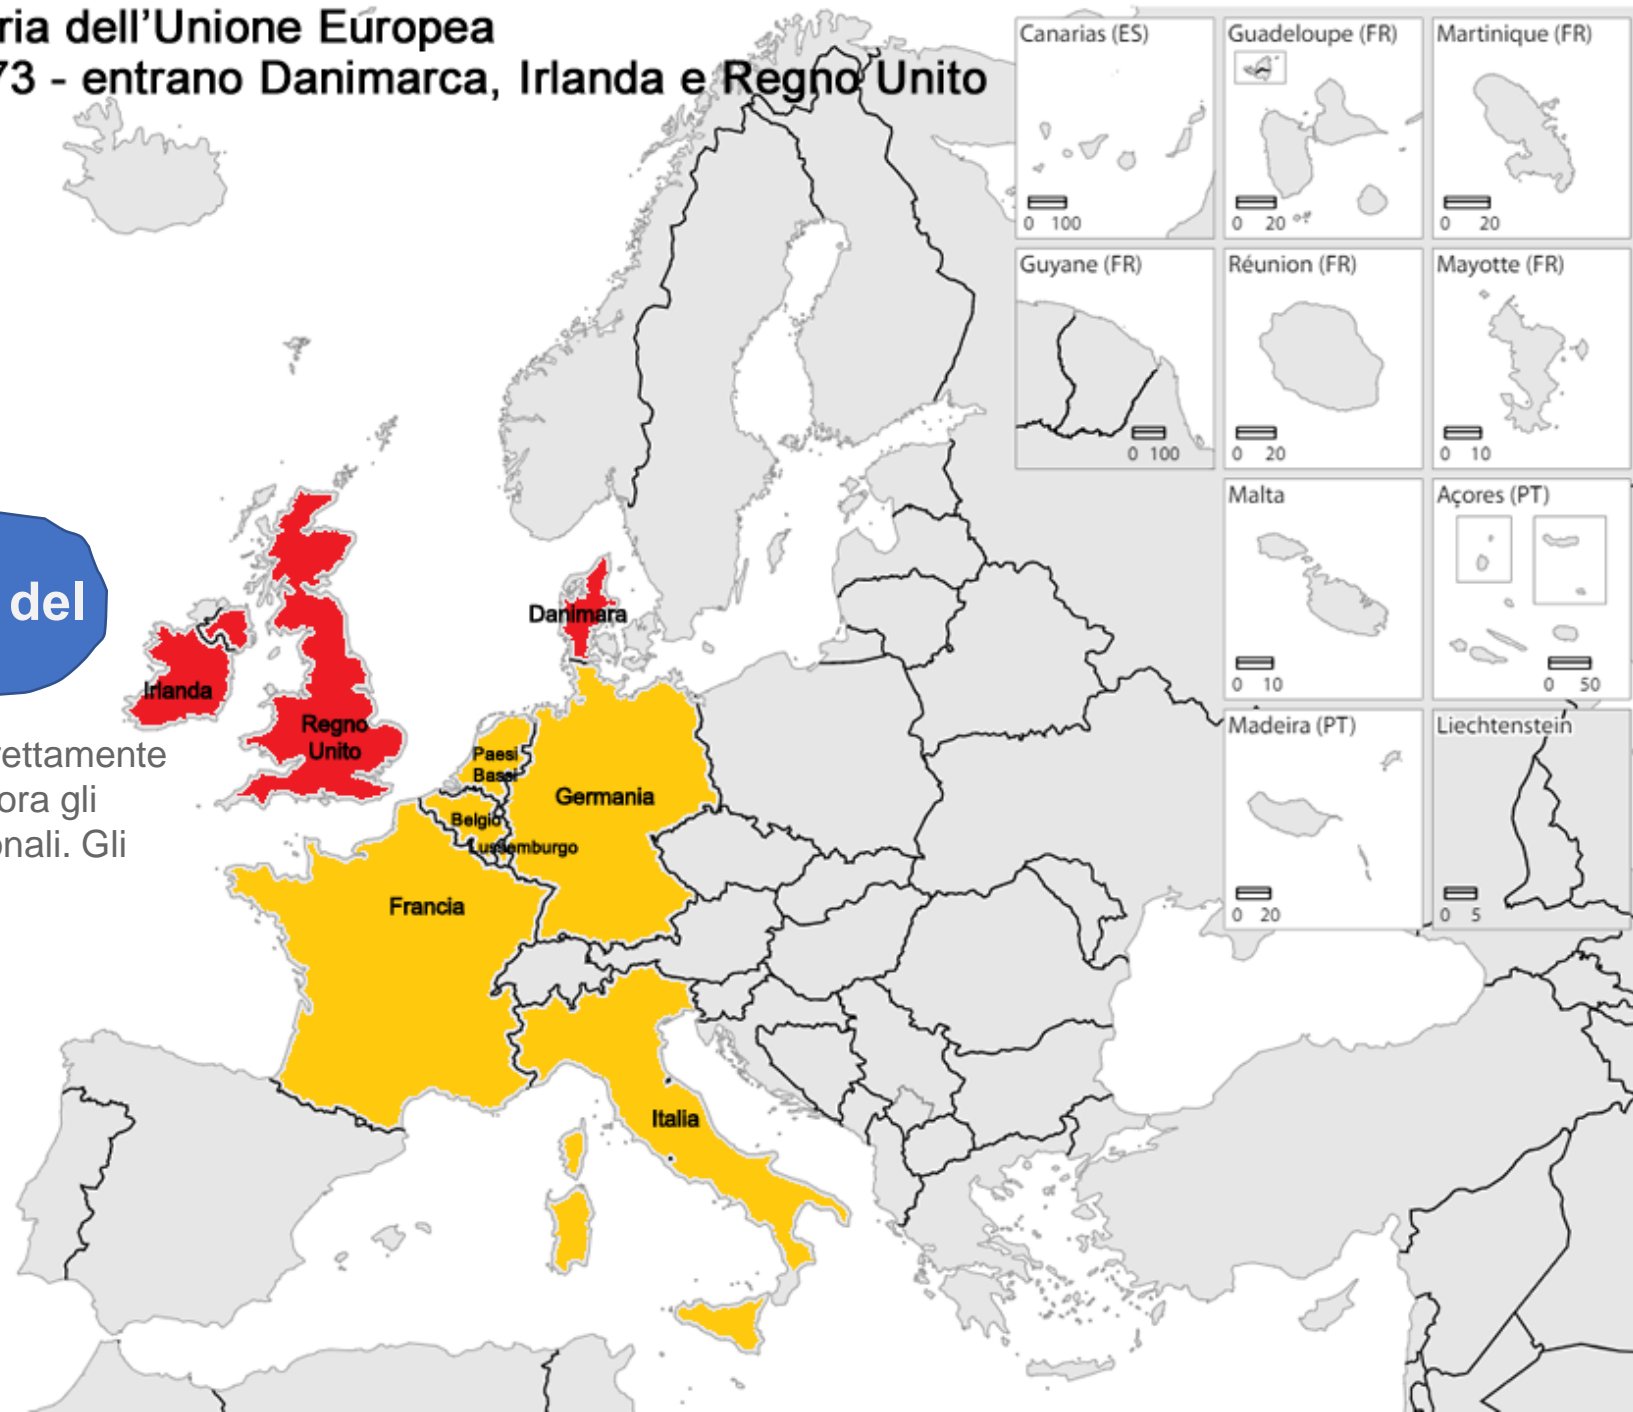 ria dell'Unione Europea
73 - entrano Danimarca, Irlanda e Regno Unito
Canarias (ES)
0 100
Guadeloupe (FR)
0 20
Martinique (FR)
0 20
Guyane (FR)
0 100
Réunion (FR)
0 20
Mayotte (FR)
0 10
Malta
0 10
Açores (PT)
0 50
Madeira (PT)
0 20
Liechtenstein
0 5
del
rettamente
ora gli
onali. Gli
Danimara
Irlanda
Regno
Unito
Paesi
Bassi
Germania
Belgio
Lussemburgo
Francia
Italia